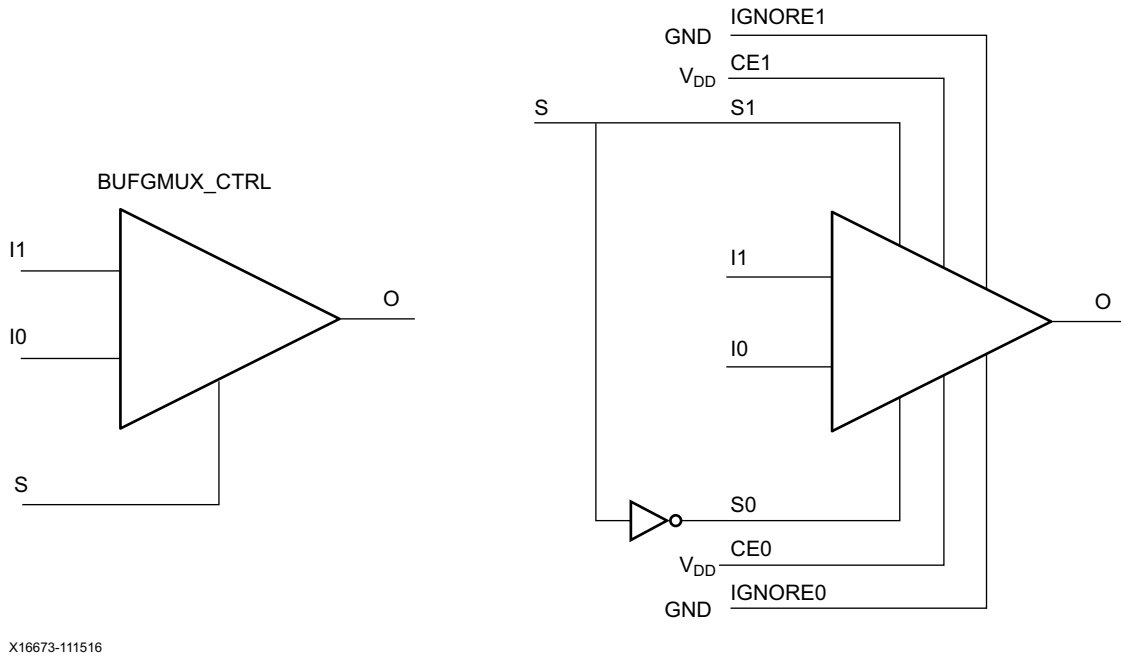 BUFGMUX_CTRL
I1
I0
O
S
IGNORE1
GND
CE1
VDD
S
S1
I1
I0
O
S0
CE0
VDD
IGNORE0
GND
X16673-111516